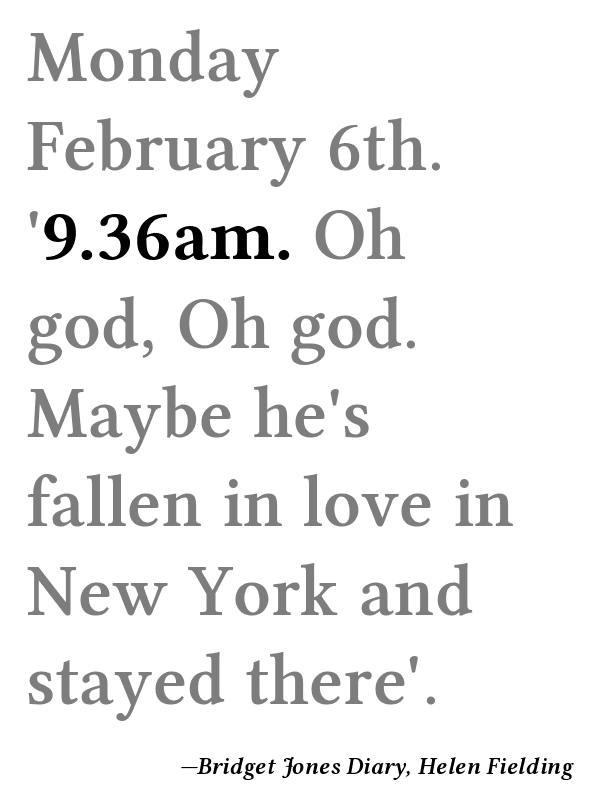 Monday
February 6th.
'9.36am. Oh
god, Oh god.
Maybe he's
fallen in love in
New York and
stayed there'.
—Bridget Jones Diary, Helen Fielding